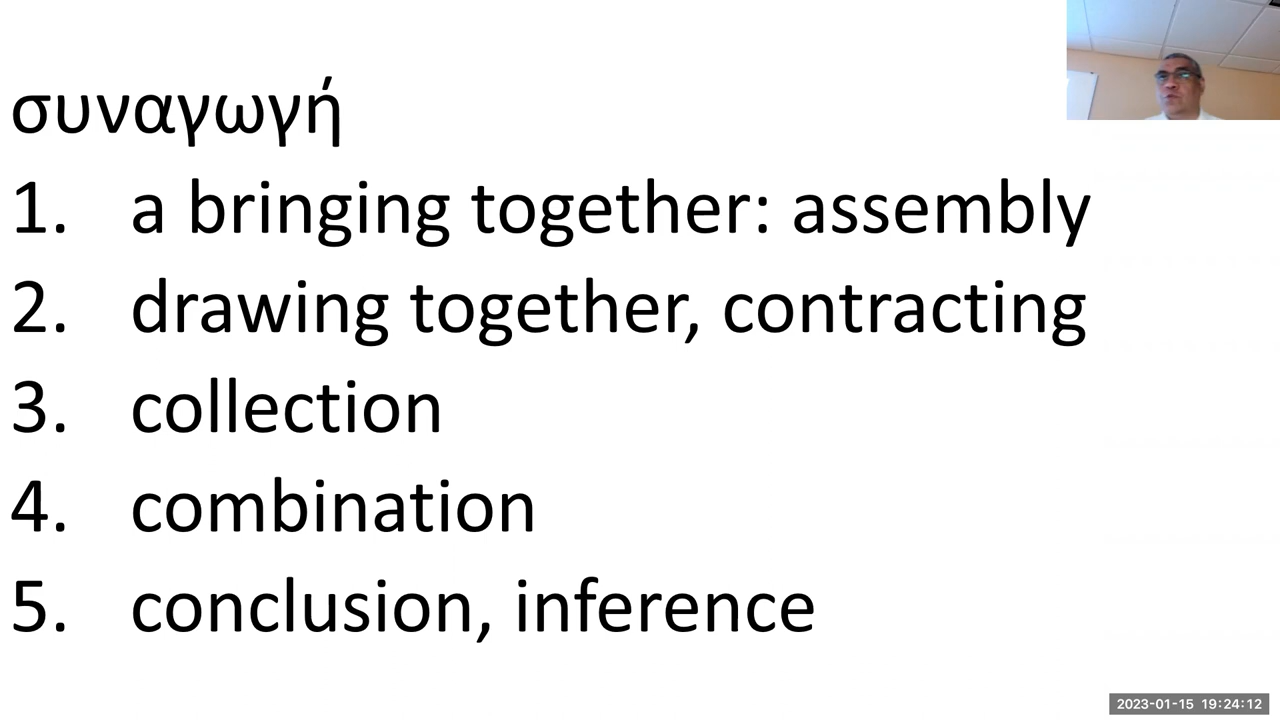 συναγωγή
1. a bringing together: assembly
2. drawing together, contracting
3. collection
4. combination
5. conclusion, inference
2023-01-15 19:24:12